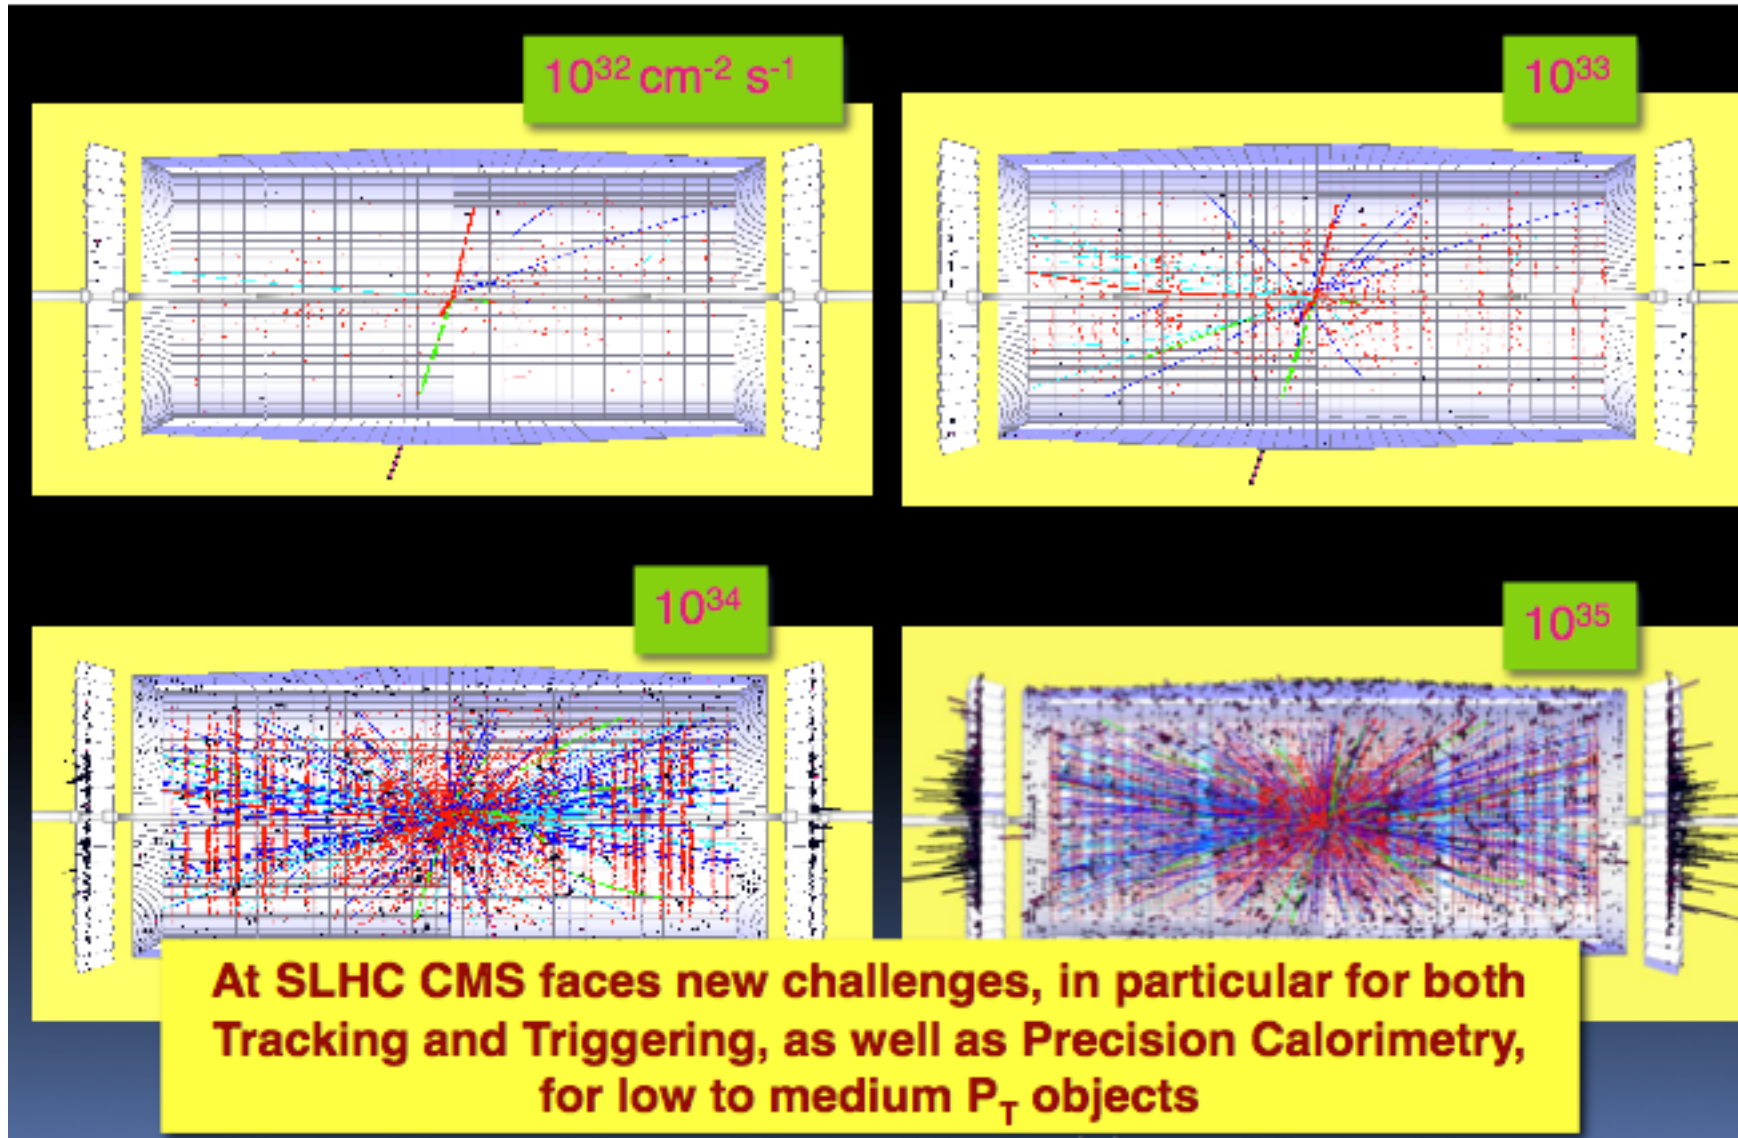 10³² cm⁻² s⁻¹
10³³
10³⁴
10³⁵
At SLHC CMS faces new challenges, in particular for both
Tracking and Triggering, as well as Precision Calorimetry,
for low to medium P_T objects